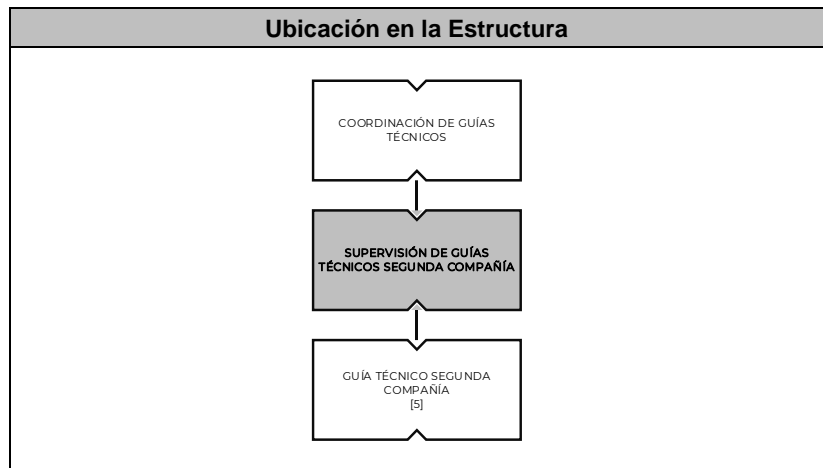 Ubicación en la Estructura
COORDINACIÓN DE GUÍAS
TÉCNICOS
SUPERVISIÓN DE GUÍAS
TÉCNICOS SEGUNDA COMPAÑÍA
GUÍA TÉCNICO SEGUNDA
COMPAÑÍA
[5]